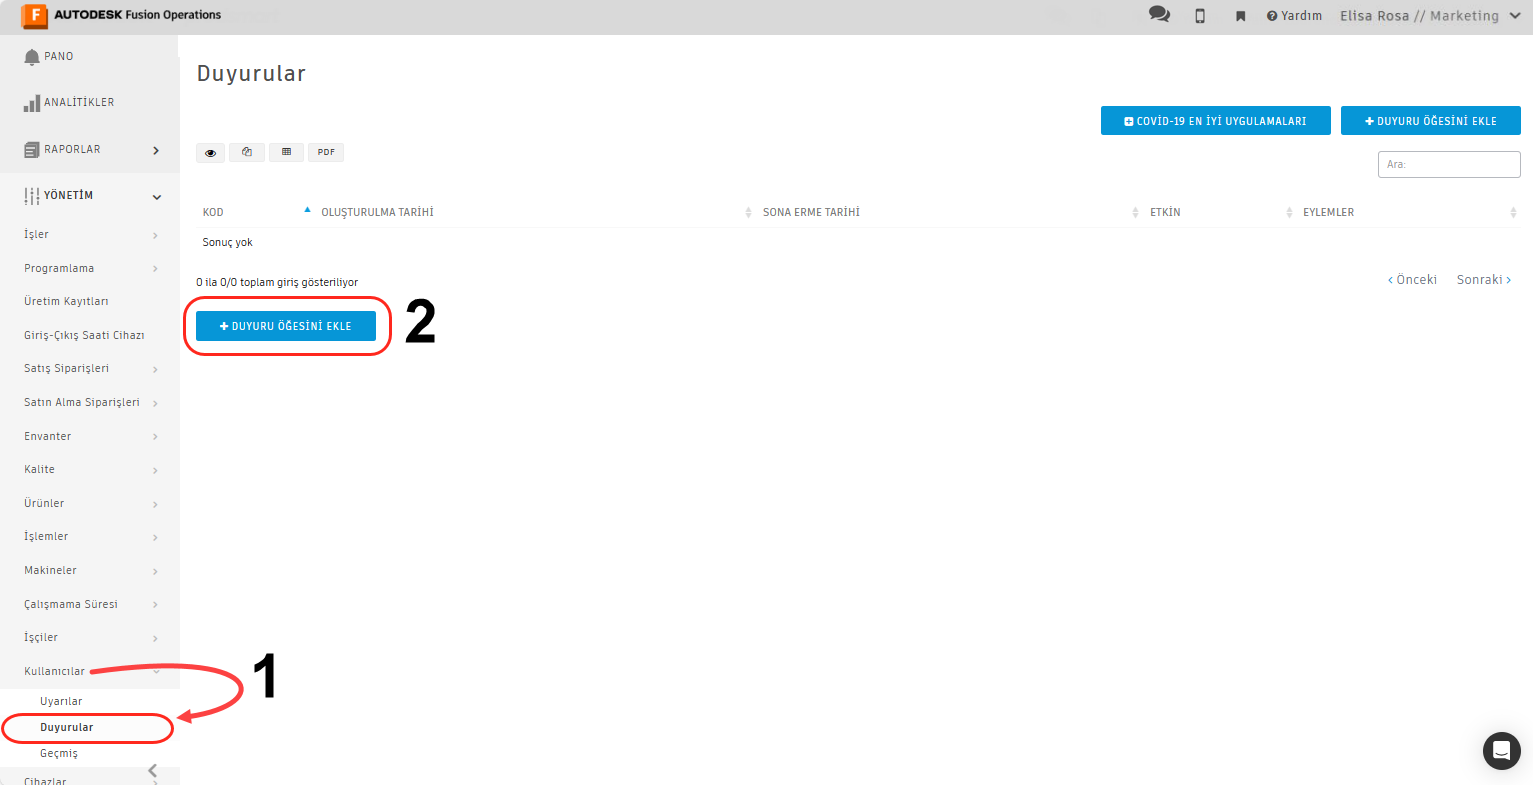 AUTODESK Fusion Operations
Yardım
Elisa Rosa // Marketing
PANO
ANALİTİKLER
RAPORLAR
YÖNETİM
İşler
Programlama
Üretim Kayıtları
Giriş-Çıkış Saati Cihazı
Satış Siparişleri
Satın Alma Siparişleri
Envanter
Kalite
Ürünler
İşlemler
Makineler
Çalışmama Süresi
İşçiler
Kullanıcılar
Uyarılar
Duyurular
Geçmiş
Cihazlar
1
Duyurular
COVİD-19 EN İYİ UYGULAMALARI
DUYURU ÖĞESİNİ EKLE
PDF
Ara:
KOD OLUŞTURULMA TARİHİ SONA ERME TARİHİ ETKİN EYLEMLER
Sonuç yok
0 ila 0/0 toplam giriş gösteriliyor
‹ Önceki Sonraki ›
DUYURU ÖĞESİNİ EKLE
2